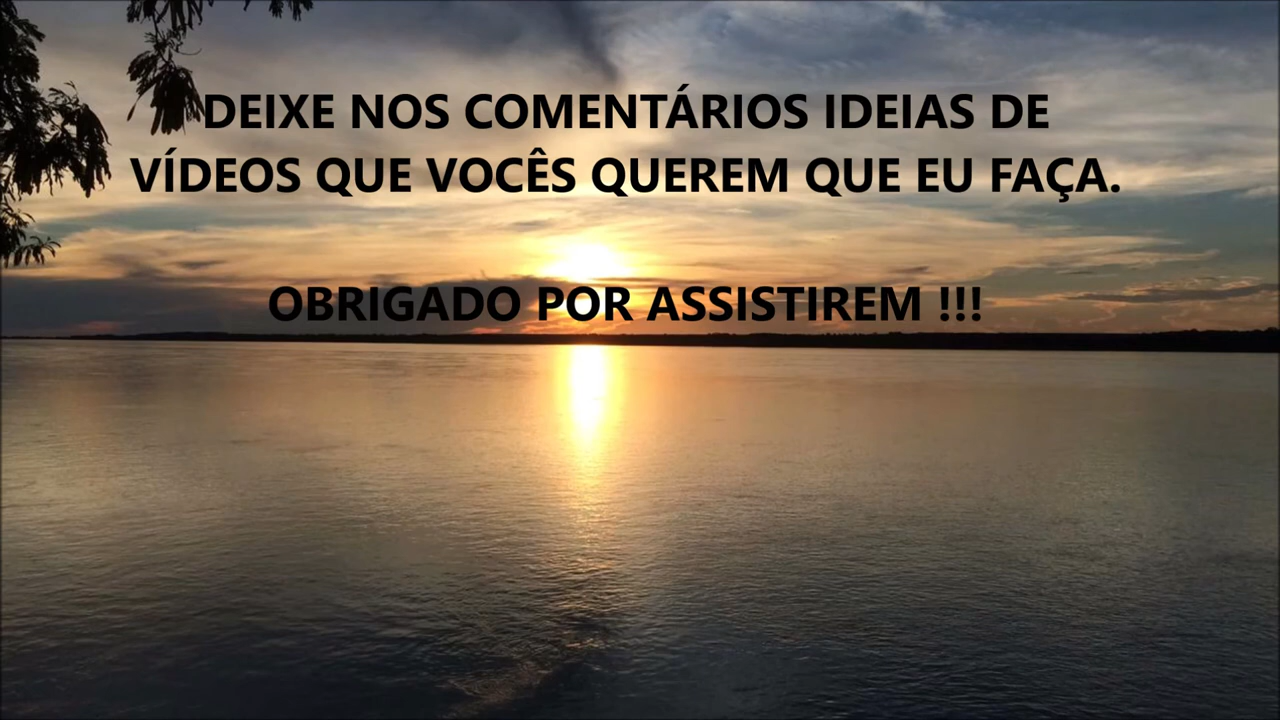 DEIXE NOS COMENTÁRIOS IDEIAS DE
VÍDEOS QUE VOCÊS QUEREM QUE EU FAÇA.
OBRIGADO POR ASSISTIREM !!!